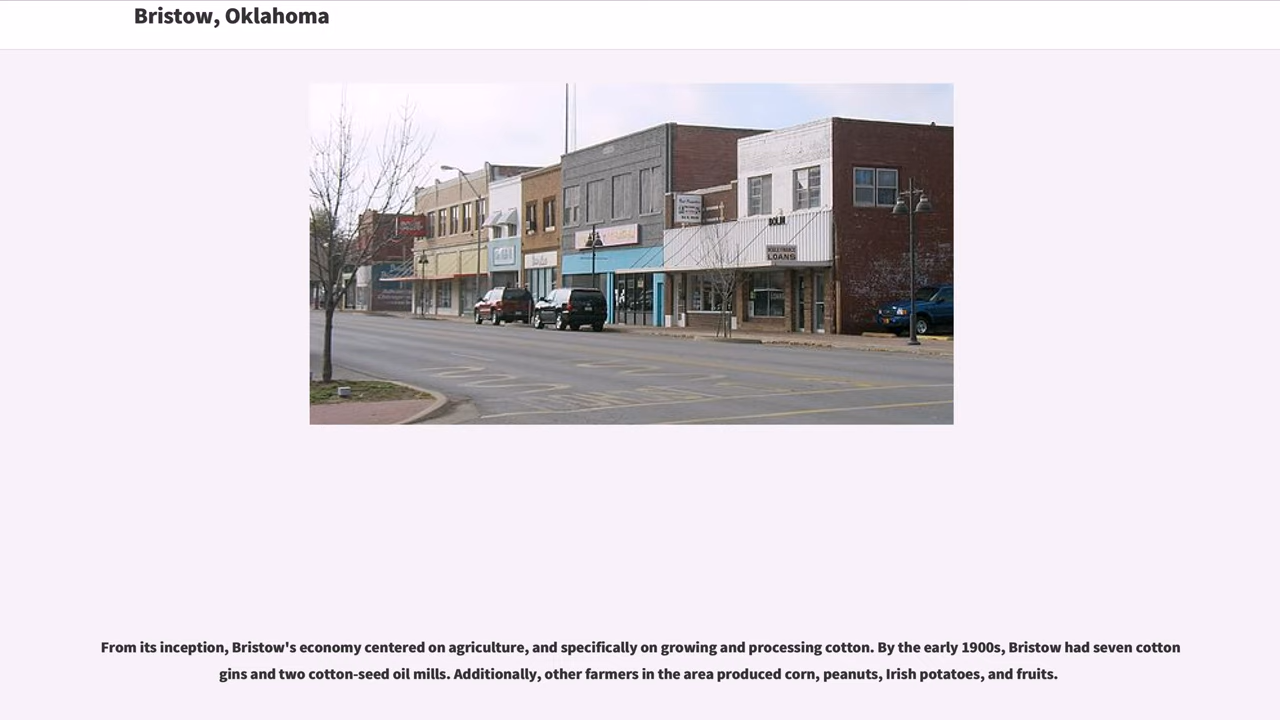 Bristow, Oklahoma
LOANS
From its inception, Bristow's economy centered on agriculture, and specifically on growing and processing cotton. By the early 1900s, Bristow had seven cotton
gins and two cotton-seed oil mills. Additionally, other farmers in the area produced corn, peanuts, Irish potatoes, and fruits.